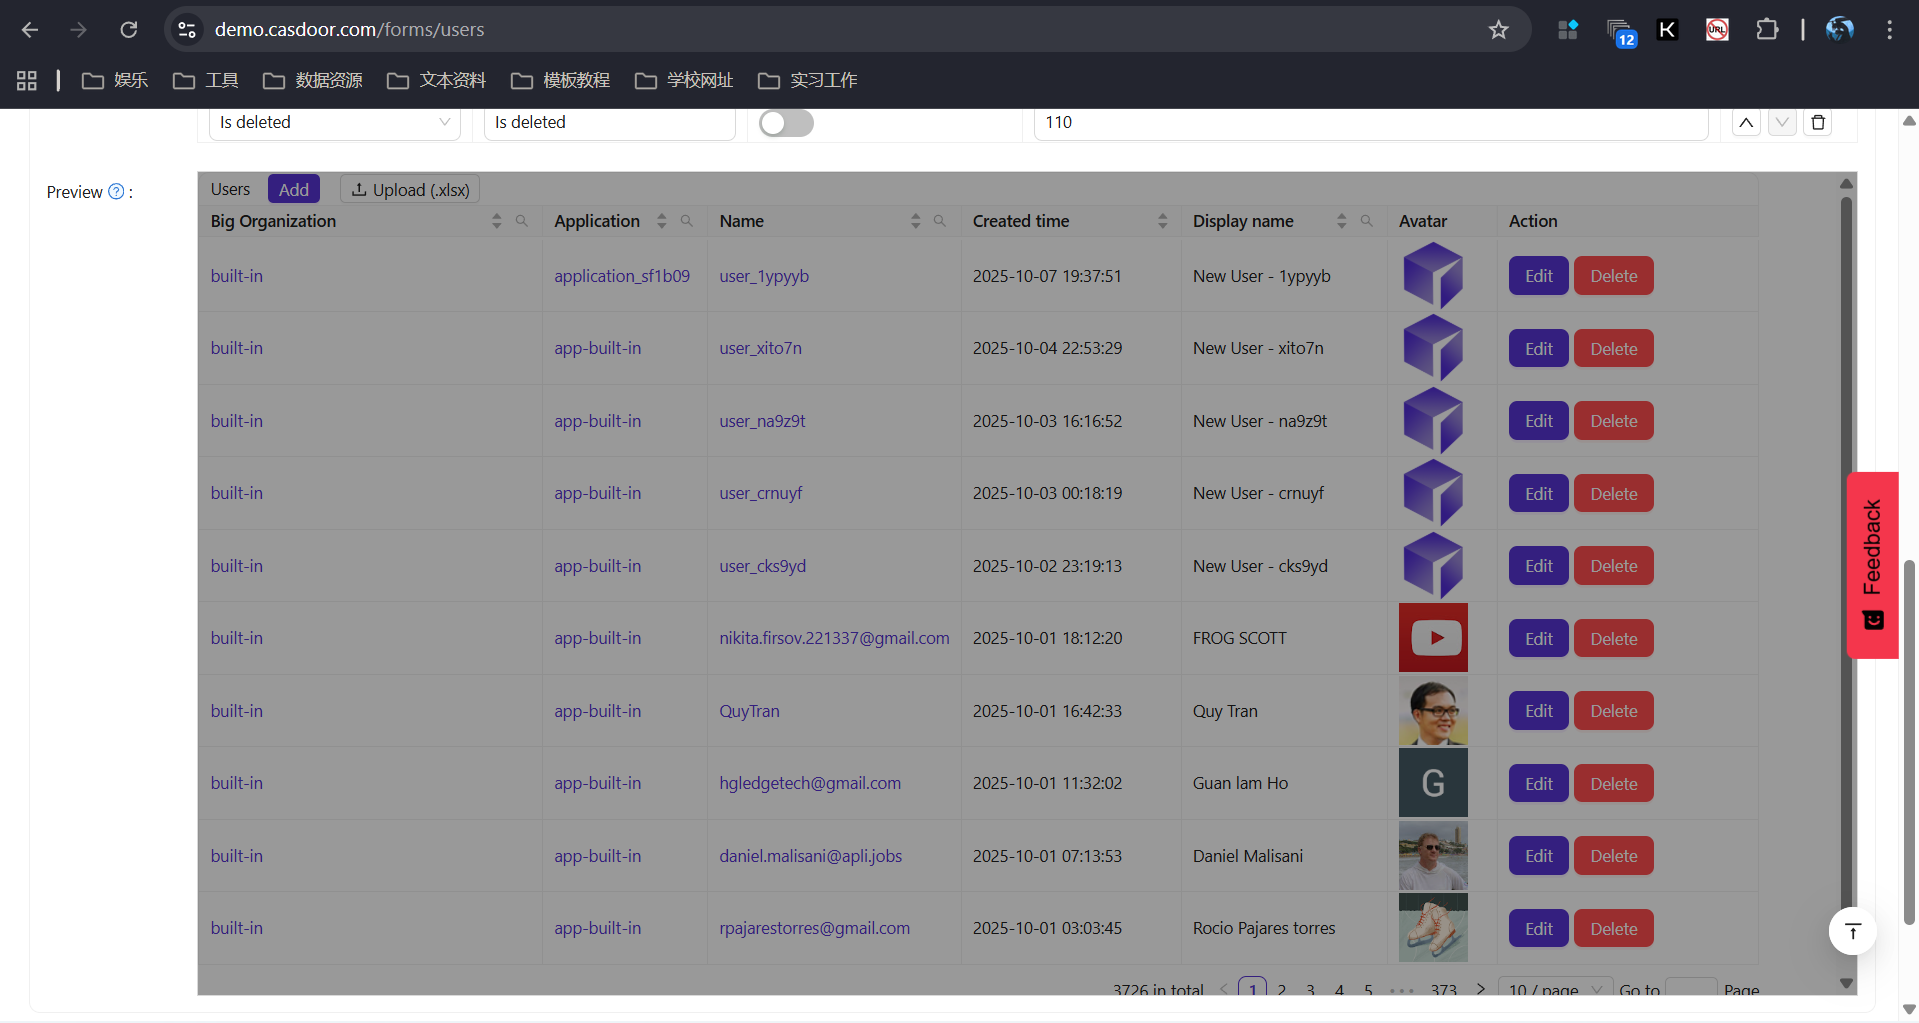 demo.casdoor.com/forms/users
12
K
URL
娱乐 工具 数据资源 文本资料 模板教程 学校网址 实习工作
Is deleted Is deleted 110
Preview ? :
Users Add Upload (.xlsx)
Big Organization Application Name Created time Display name Avatar Action
built-in application_sf1b09 user_1ypyyb 2025-10-07 19:37:51 New User - 1ypyyb Edit Delete
built-in app-built-in user_xito7n 2025-10-04 22:53:29 New User - xito7n Edit Delete
built-in app-built-in user_na9z9t 2025-10-03 16:16:52 New User - na9z9t Edit Delete
built-in app-built-in user_crnuyf 2025-10-03 00:18:19 New User - crnuyf Edit Delete
built-in app-built-in user_cks9yd 2025-10-02 23:19:13 New User - cks9yd Edit Delete
built-in app-built-in nikita.firsov.221337@gmail.com 2025-10-01 18:12:20 FROG SCOTT Edit Delete
built-in app-built-in QuyTran 2025-10-01 16:42:33 Quy Tran Edit Delete
built-in app-built-in hgledgetech@gmail.com 2025-10-01 11:32:02 Guan lam Ho G Edit Delete
built-in app-built-in daniel.malisani@apli.jobs 2025-10-01 07:13:53 Daniel Malisani Edit Delete
built-in app-built-in rpajarestorres@gmail.com 2025-10-01 03:03:45 Rocio Pajares torres Edit Delete
3726 in total 1 2 3 4 5 ••• 373 10 / page Go to Page
Feedback